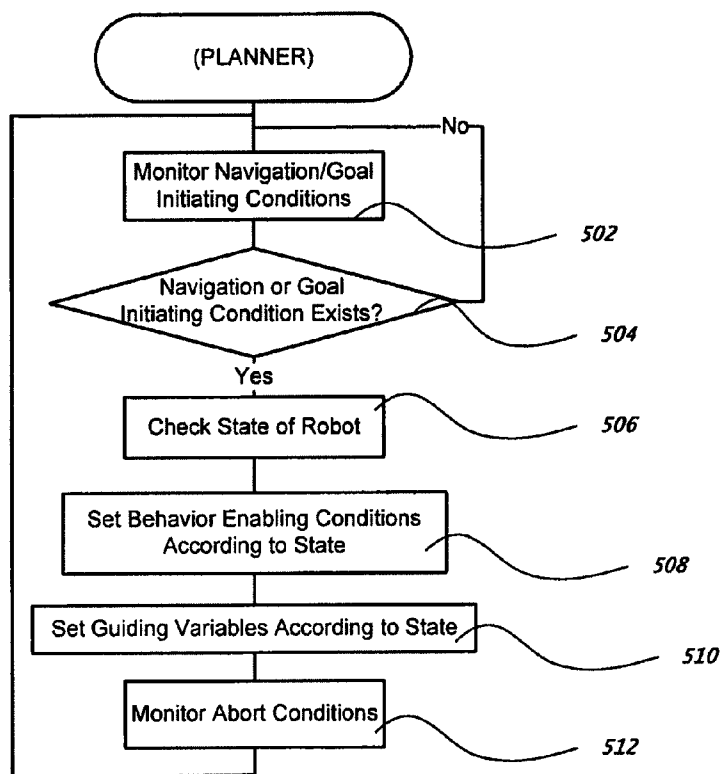 (PLANNER)
No
Monitor Navigation/Goal
Initiating Conditions
502
Navigation or Goal
Initiating Condition Exists?
504
Yes
Check State of Robot
506
Set Behavior Enabling Conditions
According to State
508
Set Guiding Variables According to State
510
Monitor Abort Conditions
512